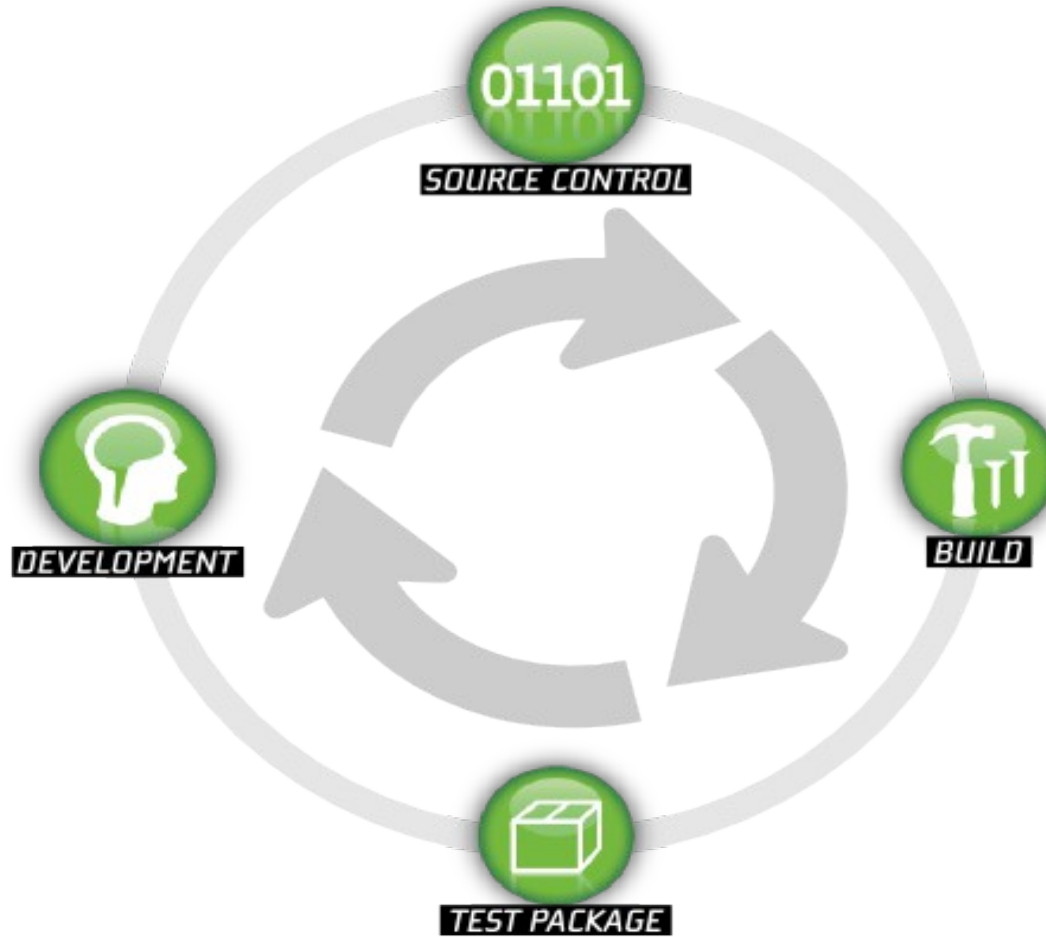 01101
SOURCE CONTROL
DEVELOPMENT
BUILD
TEST PACKAGE